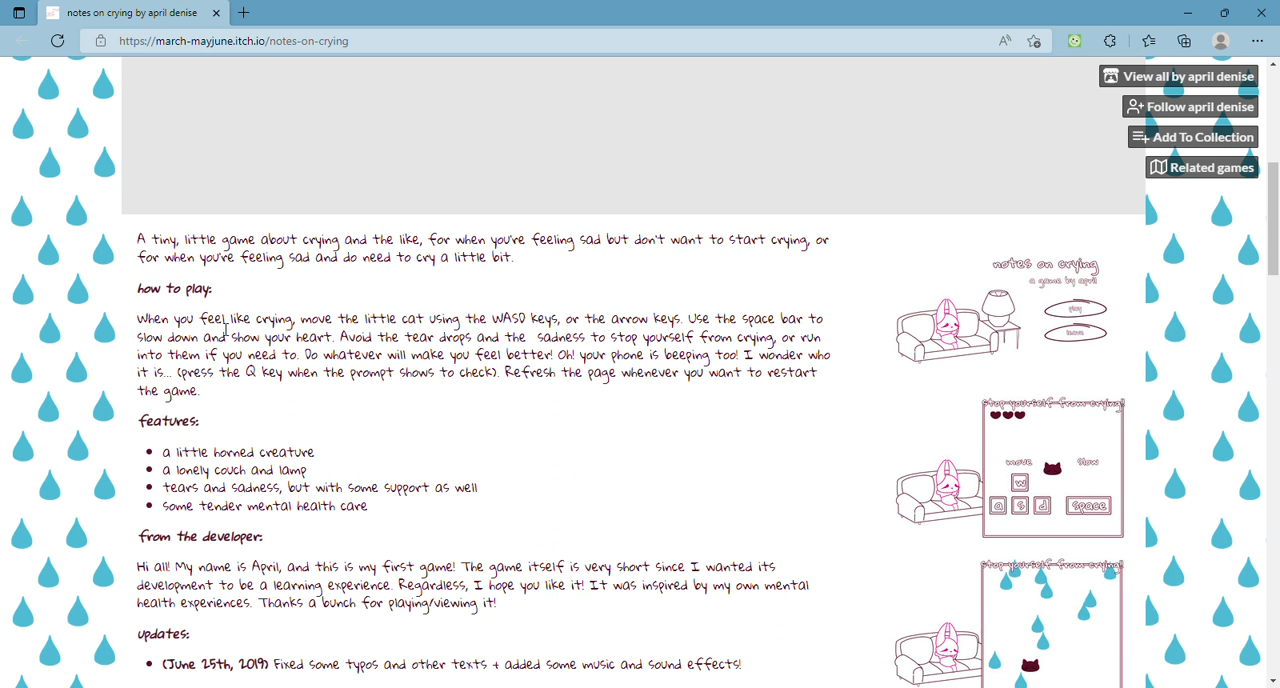 notes on crying by april denise
https://march-mayjune.itch.io/notes-on-crying
View all by april denise
Follow april denise
Add To Collection
Related games
A tiny, little game about crying and the like, for when you're feeling sad but don't want to start crying, or
for when you're feeling sad and do need to cry a little bit.
how to play:
When you feel like crying, move the little cat using the WASD keys, or the arrow keys. Use the space bar to
slow down and show your heart. Avoid the tear drops and the sadness to stop yourself from crying, or run
into them if you need to. Do whatever will make you feel better! Oh! your phone is beeping too! I wonder who
it is... (press the Q key when the prompt shows to check). Refresh the page whenever you want to restart
the game.
features:
a little horned creature
a lonely couch and lamp
tears and sadness, but with some support as well
some tender mental health care
from the developer:
Hi all! My name is April, and this is my first game! The game itself is very short since I wanted its
development to be a learning experience. Regardless, I hope you like it! It was inspired by my own mental
health experiences. Thanks a bunch for playing/viewing it!
updates:
(June 25th, 2019) Fixed some typos and other texts + added some music and sound effects!
notes on crying
a game by april
play
leave
stop yourself from crying!
move
slow
w
a s d space
stop yourself from crying!